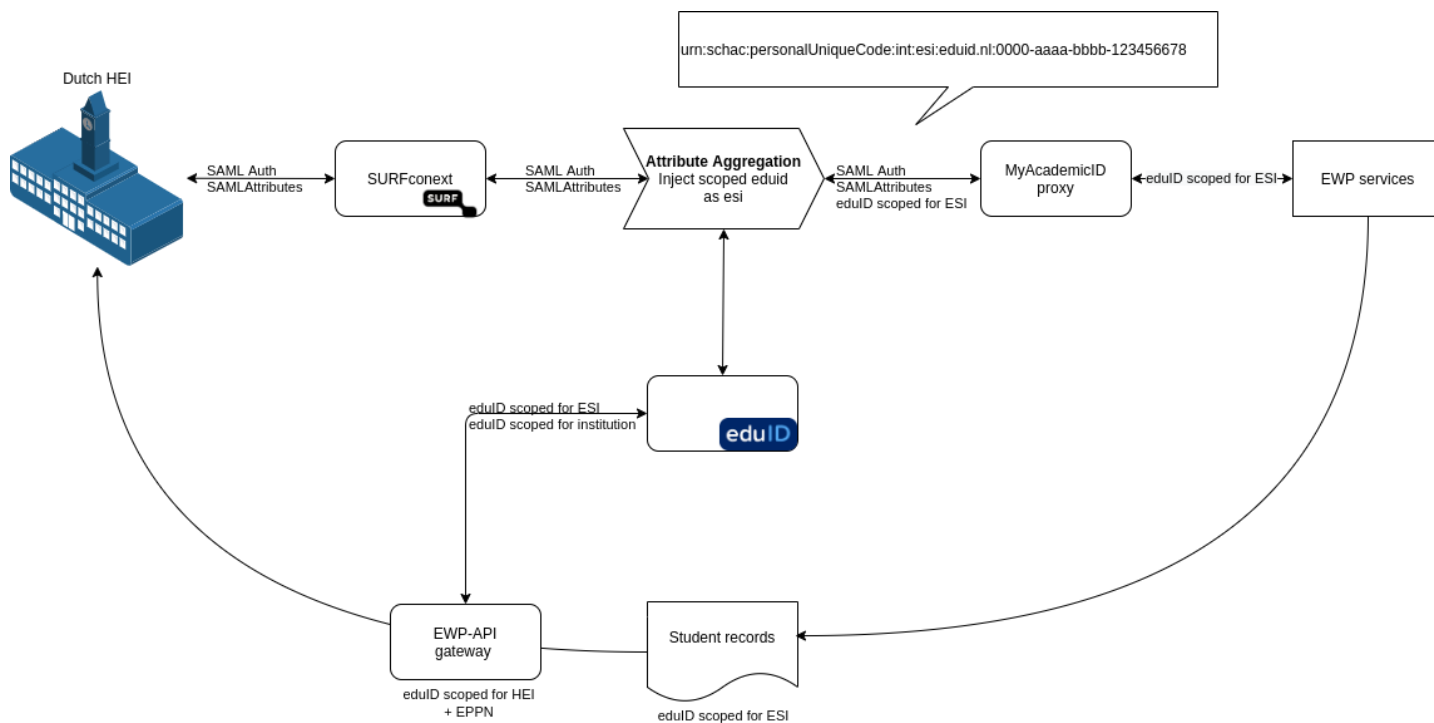 urn:schac:personalUniqueCode:int:esi:eduid.nl:0000-aaaa-bbbb-123456678
Dutch HEI
SAML Auth
SAMLAttributes
SURFconext
SURF
SAML Auth
SAMLAttributes
Attribute Aggregation
Inject scoped eduid
as esi
SAML Auth
SAMLAttributes
eduID scoped for ESI
MyAcademicID
proxy
eduID scoped for ESI
EWP services
eduID scoped for ESI
eduID scoped for institution
eduID
EWP-API
gateway
eduID scoped for HEI
+ EPPN
Student records
eduID scoped for ESI